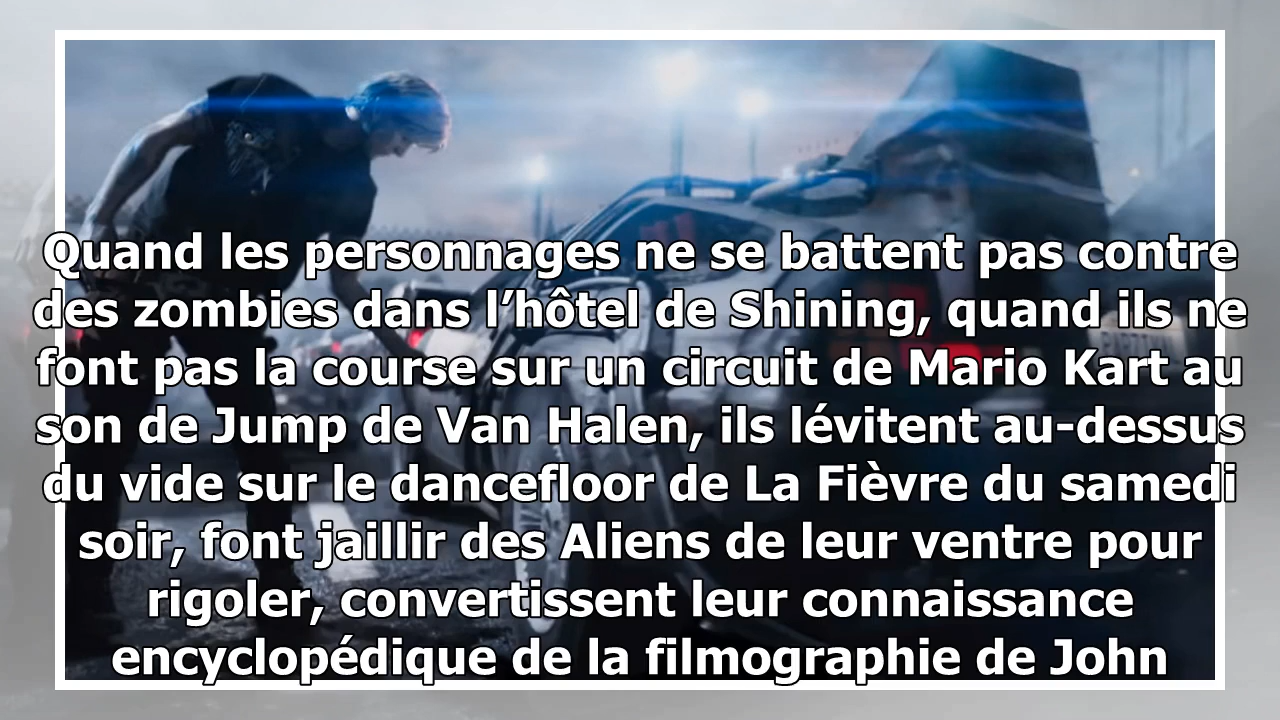 Quand les personnages ne se battent pas contre
des zombies dans l’hôtel de Shining, quand ils ne
font pas la course sur un circuit de Mario Kart au
son de Jump de Van Halen, ils lévitent au-dessus
du vide sur le dancefloor de La Fièvre du samedi
soir, font jaillir des Aliens de leur ventre pour
rigoler, convertissent leur connaissance
encyclopédique de la filmographie de John